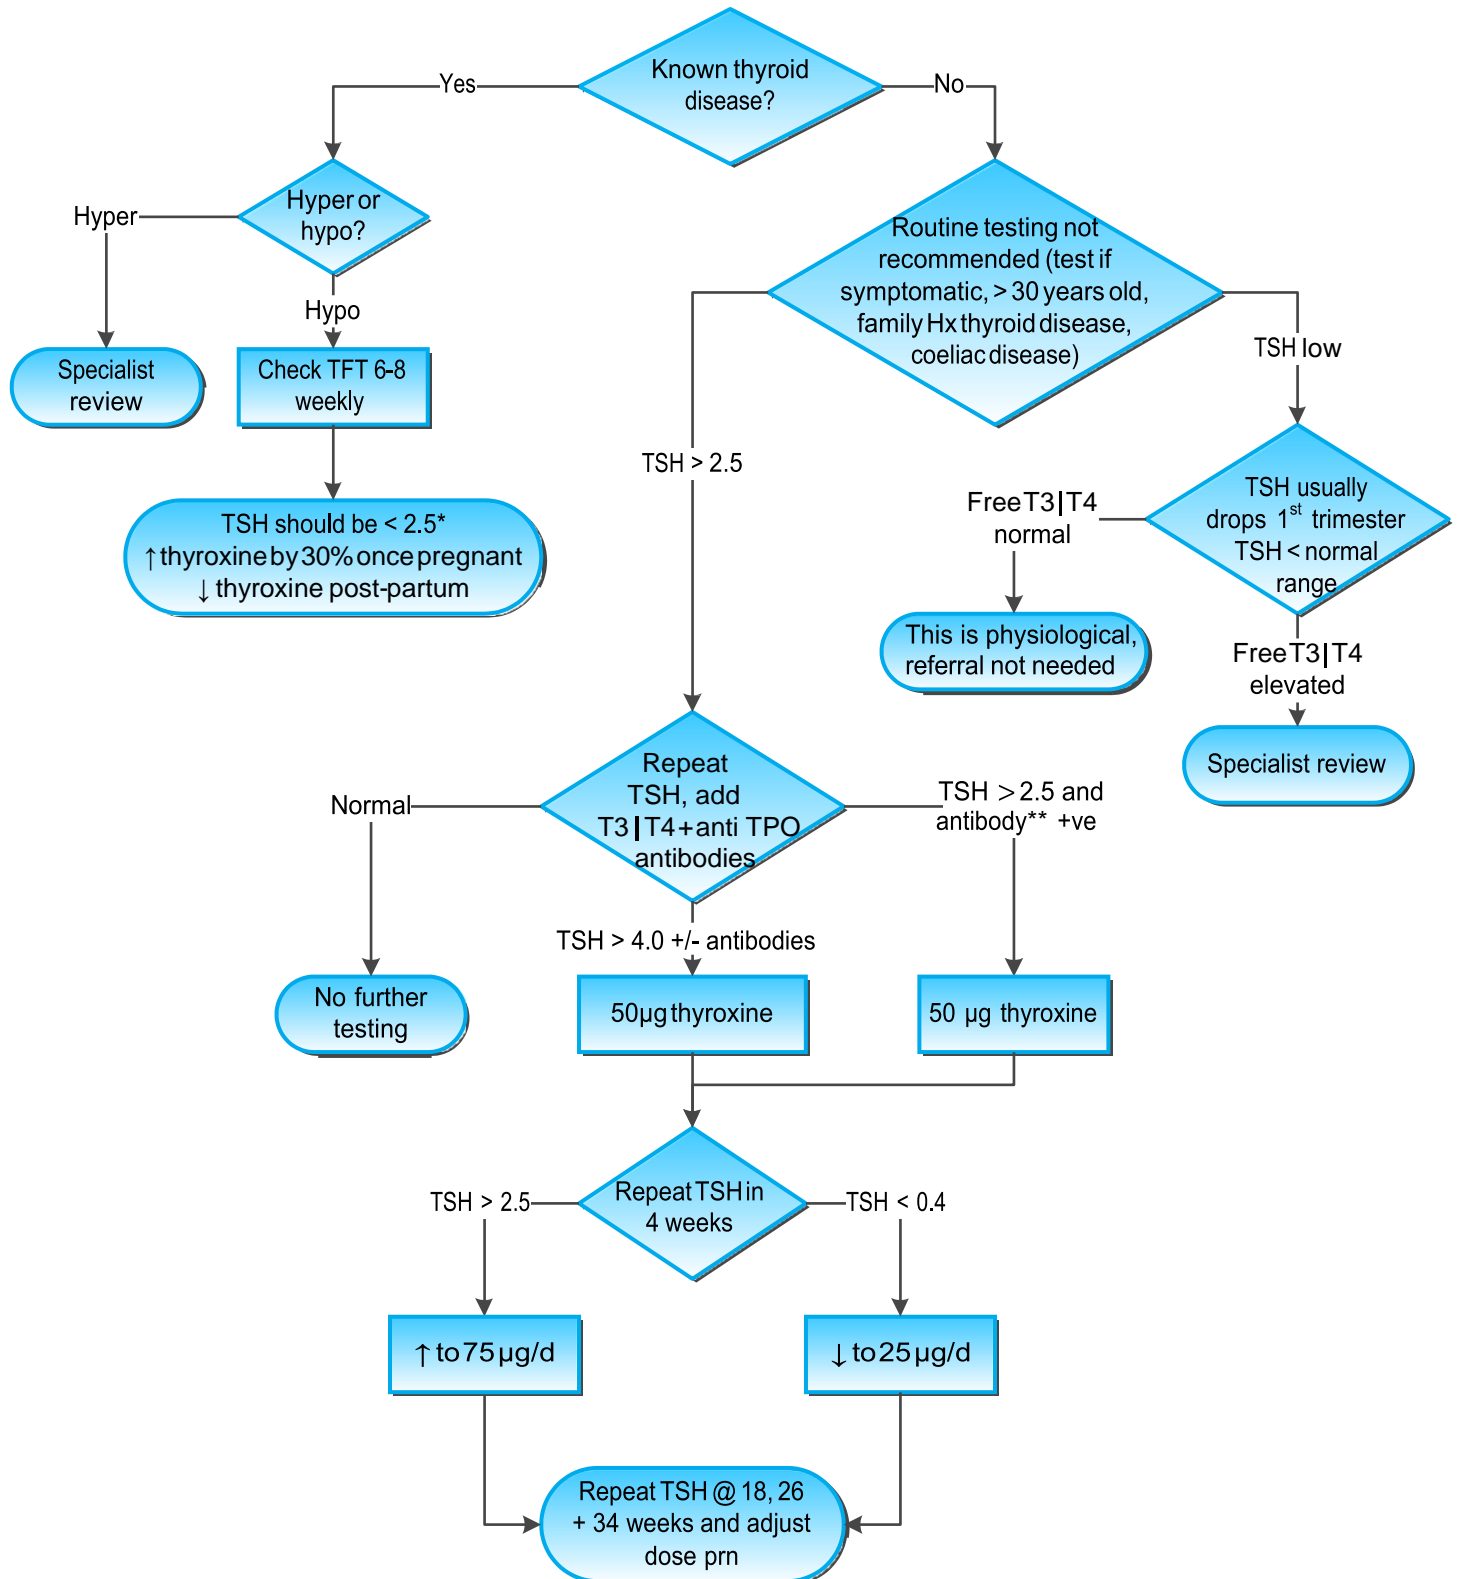 Known thyroid
disease?
Yes
No
Hyper or
hypo?
Hyper
Hypo
Specialist
review
Check TFT 6-8
weekly
TSH should be < 2.5*
↑ thyroxine by 30% once pregnant
↓ thyroxine post-partum
Routine testing not
recommended (test if
symptomatic, > 30 years old,
family Hx thyroid disease,
coeliac disease)
TSH > 2.5
TSH low
TSH usually
drops 1st trimester
TSH < normal
range
Free T3|T4
normal
This is physiological,
referral not needed
Free T3|T4
elevated
Specialist review
Repeat
TSH, add
T3|T4+anti TPO
antibodies
Normal
TSH > 2.5 and
antibody** +ve
TSH > 4.0 +/- antibodies
No further
testing
50µg thyroxine
50 µg thyroxine
Repeat TSH in
4 weeks
TSH > 2.5
TSH < 0.4
↑ to 75 µg/d
↓ to 25 µg/d
Repeat TSH @ 18, 26
+ 34 weeks and adjust
dose prn